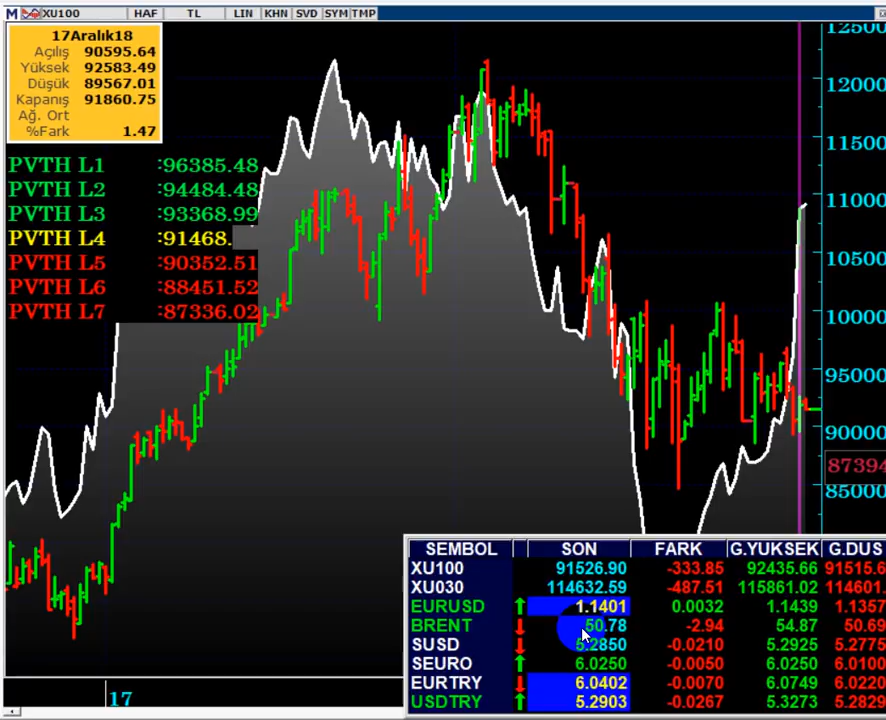 M XU100 HAF TL LIN KHN SVD SYM TMP
17Aralık18
Açılış 90595.64
Yüksek 92583.49
Düşük 89567.01
Kapanış 91860.75
Ağ. Ort
%Fark 1.47
PVTH L1 :96385.48
PVTH L2 :94484.48
PVTH L3 :93368.99
PVTH L4 :91468.
PVTH L5 :90352.51
PVTH L6 :88451.52
PVTH L7 :87336.02
12500
12000
11500
11000
10500
10000
95000
90000
87394
85000
17
SEMBOL SON FARK G.YUKSEK G.DUS
XU100 91526.90 -333.85 92435.66 91515.6
XU030 114632.59 -487.51 115861.02 114601.
EURUSD 1.1401 0.0032 1.1439 1.1357
BRENT 50.78 -2.94 54.87 50.69
SUSD 5.2850 -0.0210 5.2925 5.2775
SEURO 6.0250 -0.0050 6.0250 6.0100
EURTRY 6.0402 -0.0070 6.0749 6.0220
USDTRY 5.2903 -0.0267 5.3273 5.2829